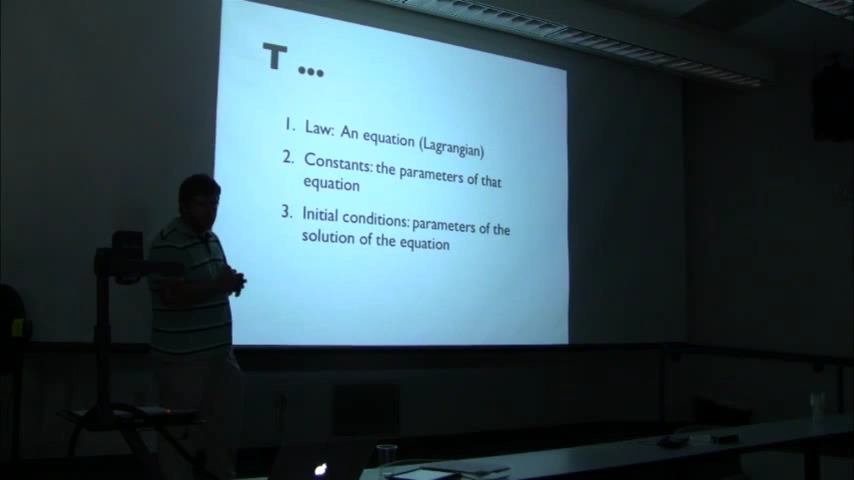 T ...
1. Law: An equation (Lagrangian)
2. Constants: the parameters of that
equation
3. Initial conditions: parameters of the
solution of the equation